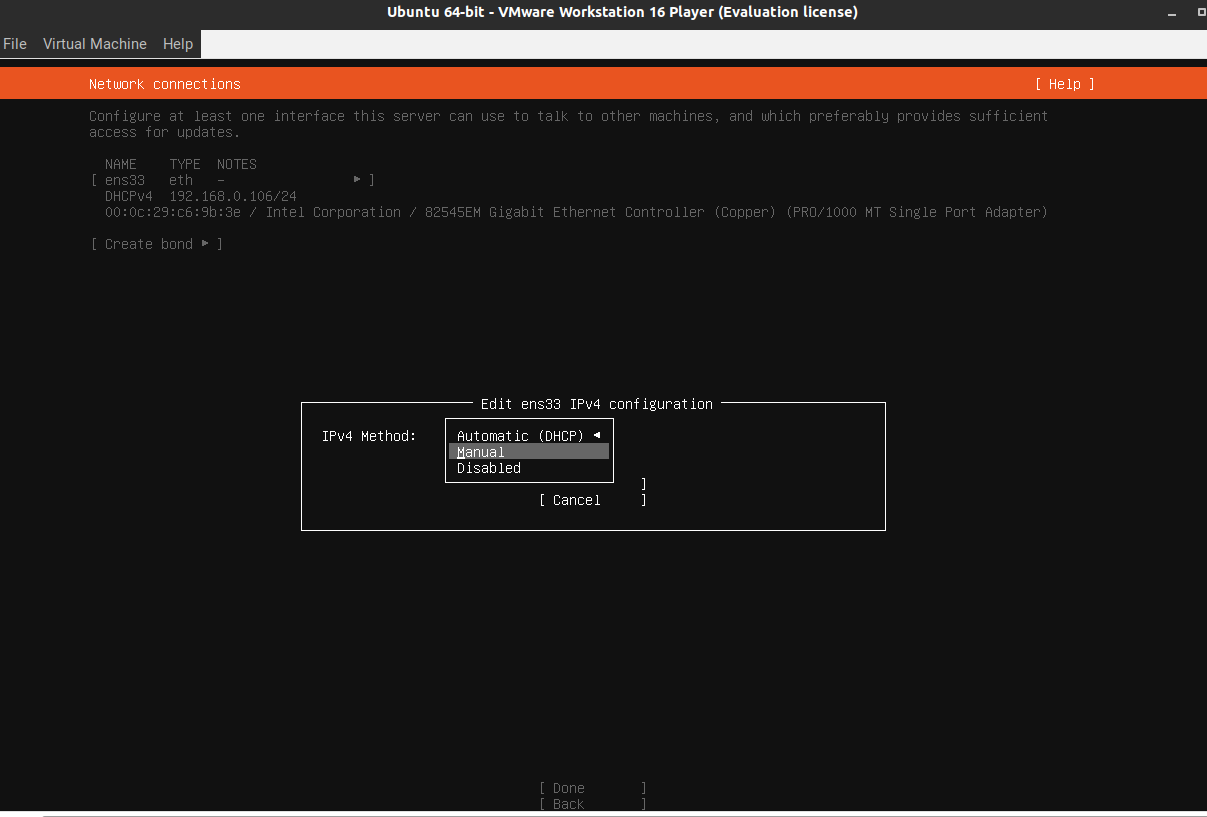 Ubuntu 64-bit - VMware Workstation 16 Player (Evaluation license)
File Virtual Machine Help
Network connections [ Help ]
Configure at least one interface this server can use to talk to other machines, and which preferably provides sufficient
access for updates.
NAME TYPE NOTES
[ ens33 eth - ▸ ]
DHCPv4 192.168.0.106/24
00:0c:29:c6:9b:3e / Intel Corporation / 82545EM Gigabit Ethernet Controller (Copper) (PRO/1000 MT Single Port Adapter)
[ Create bond ▸ ]
Edit ens33 IPv4 configuration
IPv4 Method: Automatic (DHCP) ◂
Manual
Disabled
]
[ Cancel ]
[ Done ]
[ Back ]